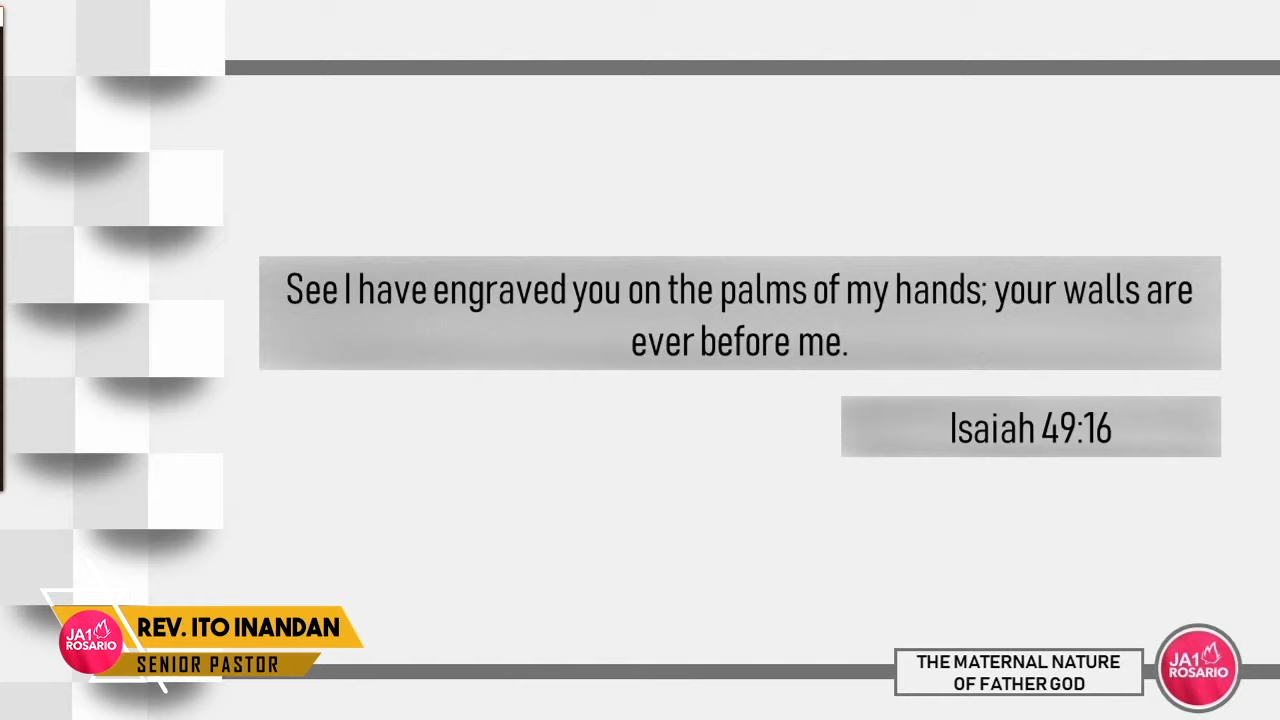 See I have engraved you on the palms of my hands; your walls are
ever before me.
Isaiah 49:16
JA1
ROSARIO
REV. ITO INANDAN
SENIOR PASTOR
THE MATERNAL NATURE
OF FATHER GOD
JA1
ROSARIO